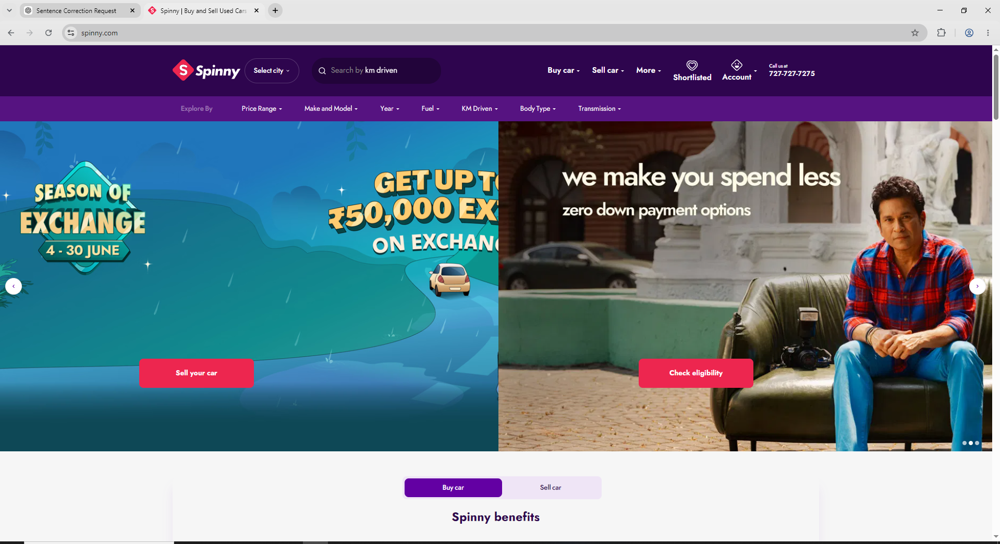 Sentence Correction Request
Spinny | Buy and Sell Used Cars
spinny.com
S Spinny
Select city
Search by km driven
Buy car
Sell car
More
Shortlisted
Account
Call us at
727-727-7275
Explore By
Price Range
Make and Model
Year
Fuel
KM Driven
Body Type
Transmission
SEASON OF
EXCHANGE
4 - 30 JUNE
GET UP TO
₹50,000 EX
ON EXCHANG
Sell your car
we make you spend less
zero down payment options
Check eligibility
Buy car
Sell car
Spinny benefits